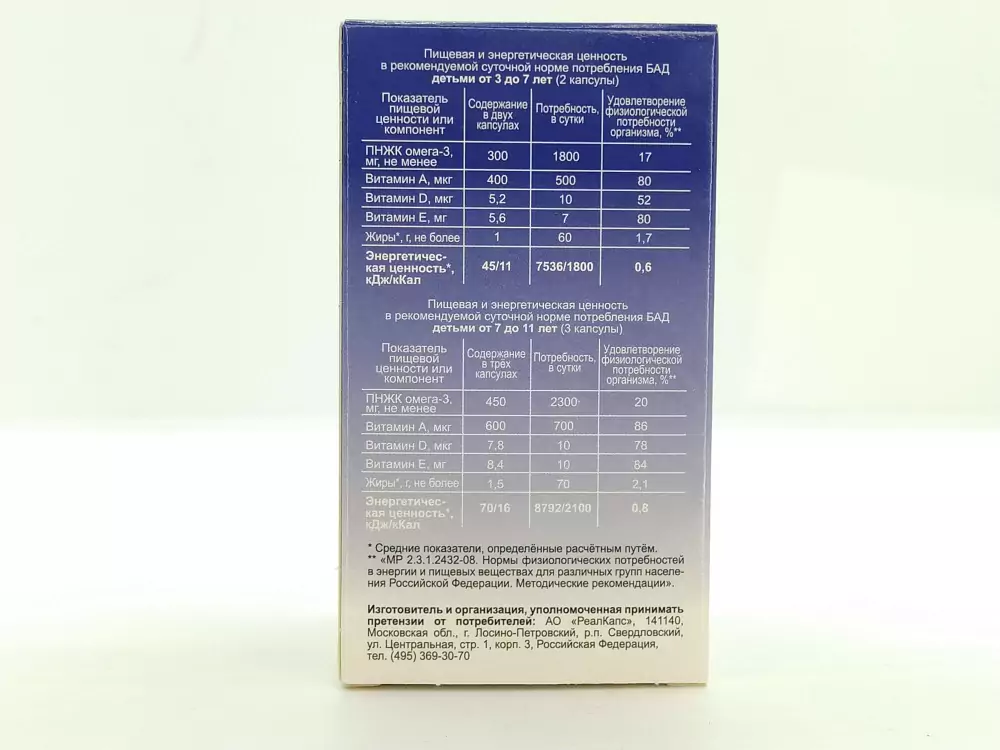 Пищевая и энергетическая ценность
в рекомендуемой суточной норме потребления БАД
детьми от 3 до 7 лет (2 капсулы)
Показатель пищевой ценности или компонент | Содержание в двух капсулах | Потребность, в сутки | Удовлетворение физиологической потребности организма, %**
ПНЖК омега-3, мг, не менее | 300 | 1800 | 17
Витамин А, мкг | 400 | 500 | 80
Витамин D, мкг | 5,2 | 10 | 52
Витамин Е, мг | 5,6 | 7 | 80
Жиры*, г, не более | 1 | 60 | 1,7
Энергетичес-кая ценность*, кДж/кКал | 45/11 | 7536/1800 | 0,6
Пищевая и энергетическая ценность
в рекомендуемой суточной норме потребления БАД
детьми от 7 до 11 лет (3 капсулы)
Показатель пищевой ценности или компонент | Содержание в трёх капсулах | Потребность, в сутки | Удовлетворение физиологической потребности организма, %**
ПНЖК омега-3, мг, не менее | 450 | 2300 | 20
Витамин А, мкг | 600 | 700 | 86
Витамин D, мкг | 7,8 | 10 | 78
Витамин Е, мг | 8,4 | 10 | 84
Жиры*, г, не более | 1,5 | 70 | 2,1
Энергетичес-кая ценность*, кДж/кКал | 70/16 | 8792/2100 | 0,8
* Средние показатели, определённые расчётным путём.
** «МР 2.3.1.2432-08. Нормы физиологических потребностей
в энергии и пищевых веществах для различных групп населе-
ния Российской Федерации. Методические рекомендации».
Изготовитель и организация, уполномоченная принимать
претензии от потребителей: АО «РеалКапс», 141140,
Московская обл., г. Лосино-Петровский, р.п. Свердловский,
ул. Центральная, стр. 1, корп. 3, Российская Федерация,
тел. (495) 369-30-70